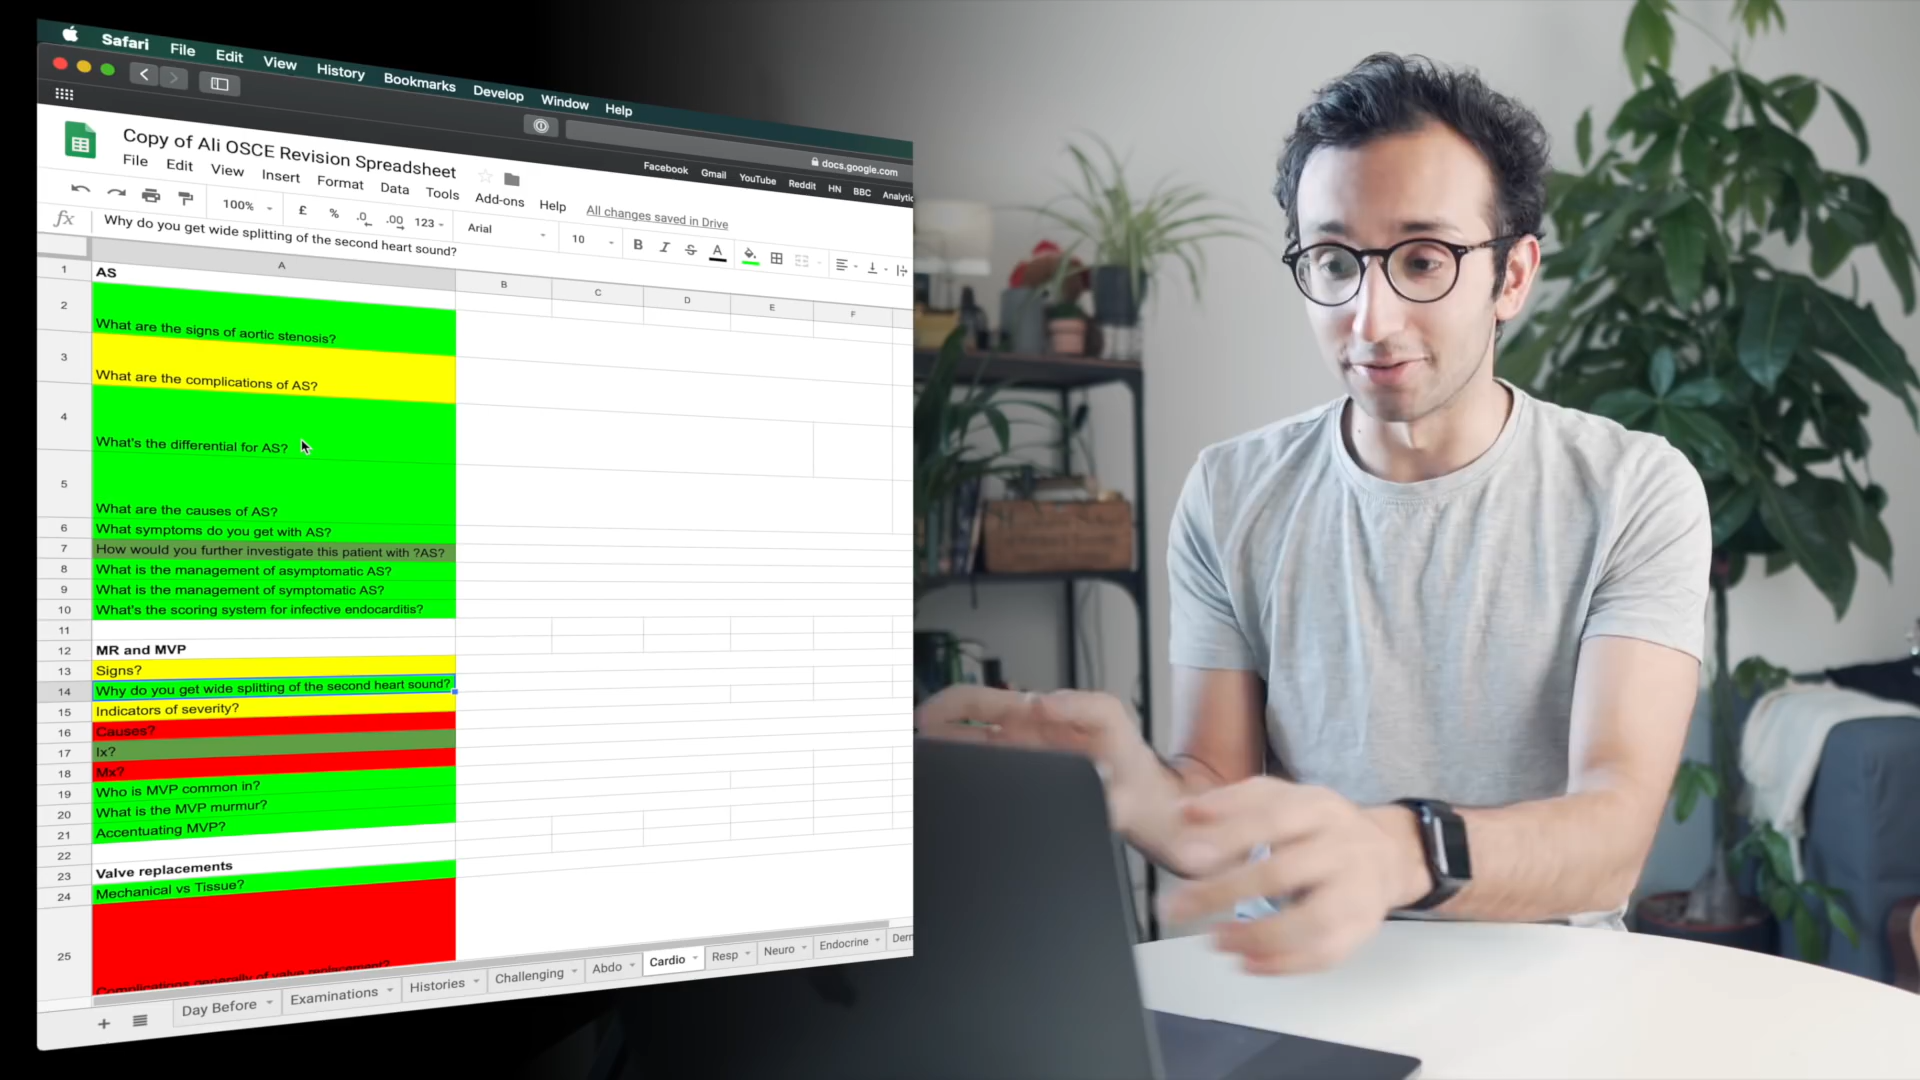 Safari File Edit View History Bookmarks Develop Window Help
docs.google.com
Facebook Gmail YouTube Reddit HN BBC
Copy of Ali OSCE Revision Spreadsheet
File Edit View Insert Format Data Tools Add-ons Help All changes saved in Drive
100% £ % .0 .00 123 Arial 10 B I S A
fx Why do you get wide splitting of the second heart sound?
A B C D E F
1 AS
2 What are the signs of aortic stenosis?
3 What are the complications of AS?
4 What's the differential for AS?
5 What are the causes of AS?
6 What symptoms do you get with AS?
7 How would you further investigate this patient with ?AS?
8 What is the management of asymptomatic AS?
9 What is the management of symptomatic AS?
10 What's the scoring system for infective endocarditis?
11
12 MR and MVP
13 Signs?
14 Why do you get wide splitting of the second heart sound?
15 Indicators of severity?
16 Causes?
17 Ix?
18 Mx?
19 Who is MVP common in?
20 What is the MVP murmur?
21 Accentuating MVP?
22
23 Valve replacements
24 Mechanical vs Tissue?
25 Complications generally of valve replacement?
+ Day Before Examinations Histories Challenging Abdo Cardio Resp Neuro Endocrine